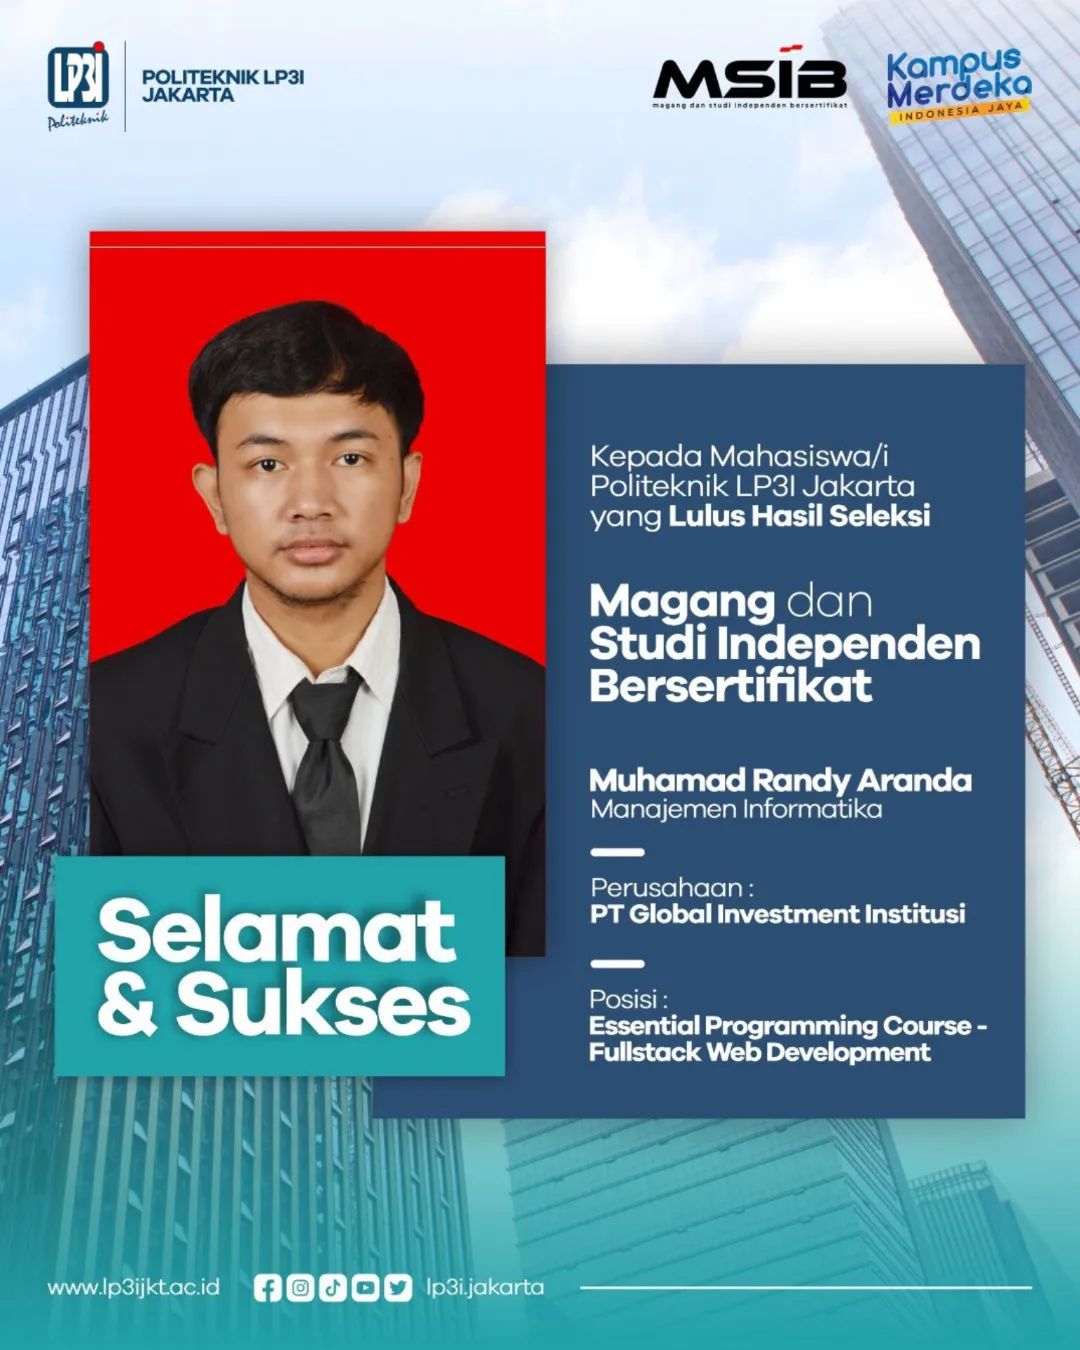 LP3I
Politeknik
POLITEKNIK LP3I
JAKARTA
MSIB
magang dan studi independen bersertifikat
Kampus
Merdeka
INDONESIA JAYA
Kepada Mahasiswa/i
Politeknik LP3I Jakarta
yang Lulus Hasil Seleksi
Magang dan
Studi Independen
Bersertifikat
Muhamad Randy Aranda
Manajemen Informatika
Perusahaan :
PT Global Investment Institusi
Posisi :
Essential Programming Course -
Fullstack Web Development
Selamat
& Sukses
www.lp3ijkt.ac.id
lp3i.jakarta